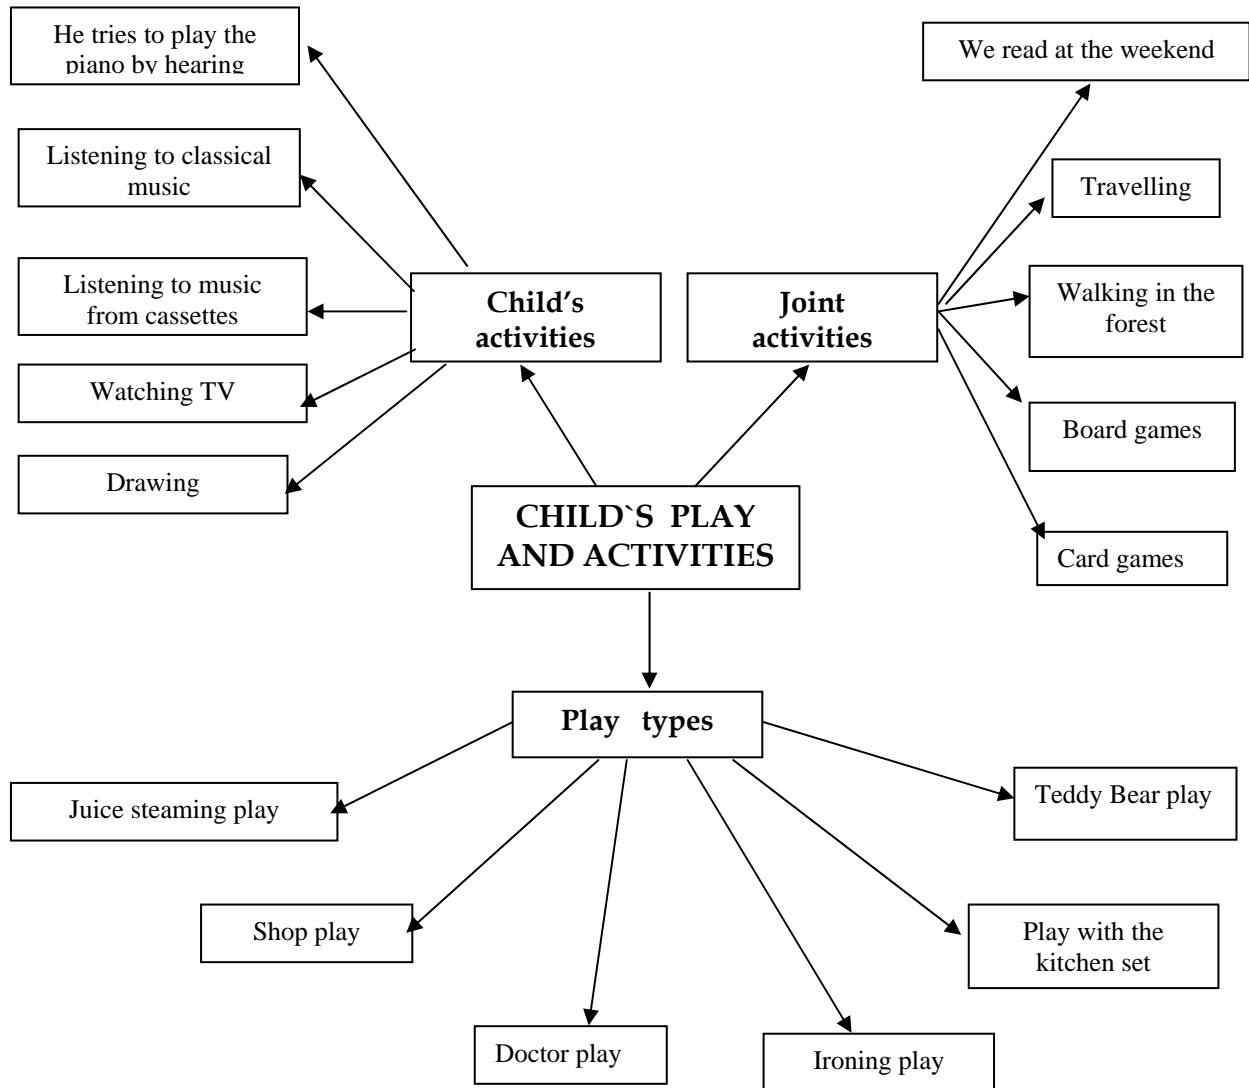 He tries to play the
piano by hearing
We read at the weekend
Listening to classical
music
Travelling
Listening to music
from cassettes
Child's
activities
Joint
activities
Walking in the
forest
Watching TV
Board games
Drawing
CHILD`S PLAY
AND ACTIVITIES
Card games
Play types
Juice steaming play
Teddy Bear play
Shop play
Play with the
kitchen set
Doctor play
Ironing play